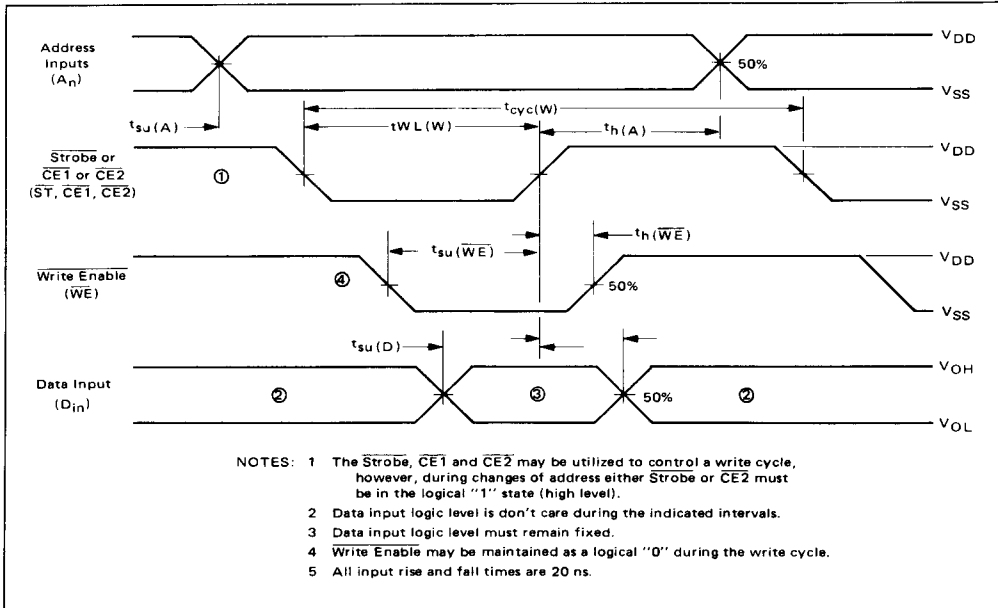 Address
Inputs
(An)
VDD
50%
VSS
tcyc(W)
tsu(A)
tWL(W)
th(A)
Strobe or
CE1 or CE2
(ST, CE1, CE2)
①
VDD
VSS
tsu(WE)
th(WE)
Write Enable
(WE)
④
50%
VDD
VSS
tsu(D)
Data Input
(Din)
②
③
50%
②
VOH
VOL
NOTES: 1 The Strobe, CE1 and CE2 may be utilized to control a write cycle,
however, during changes of address either Strobe or CE2 must
be in the logical "1" state (high level).
2 Data input logic level is don't care during the indicated intervals.
3 Data input logic level must remain fixed.
4 Write Enable may be maintained as a logical "0" during the write cycle.
5 All input rise and fall times are 20 ns.